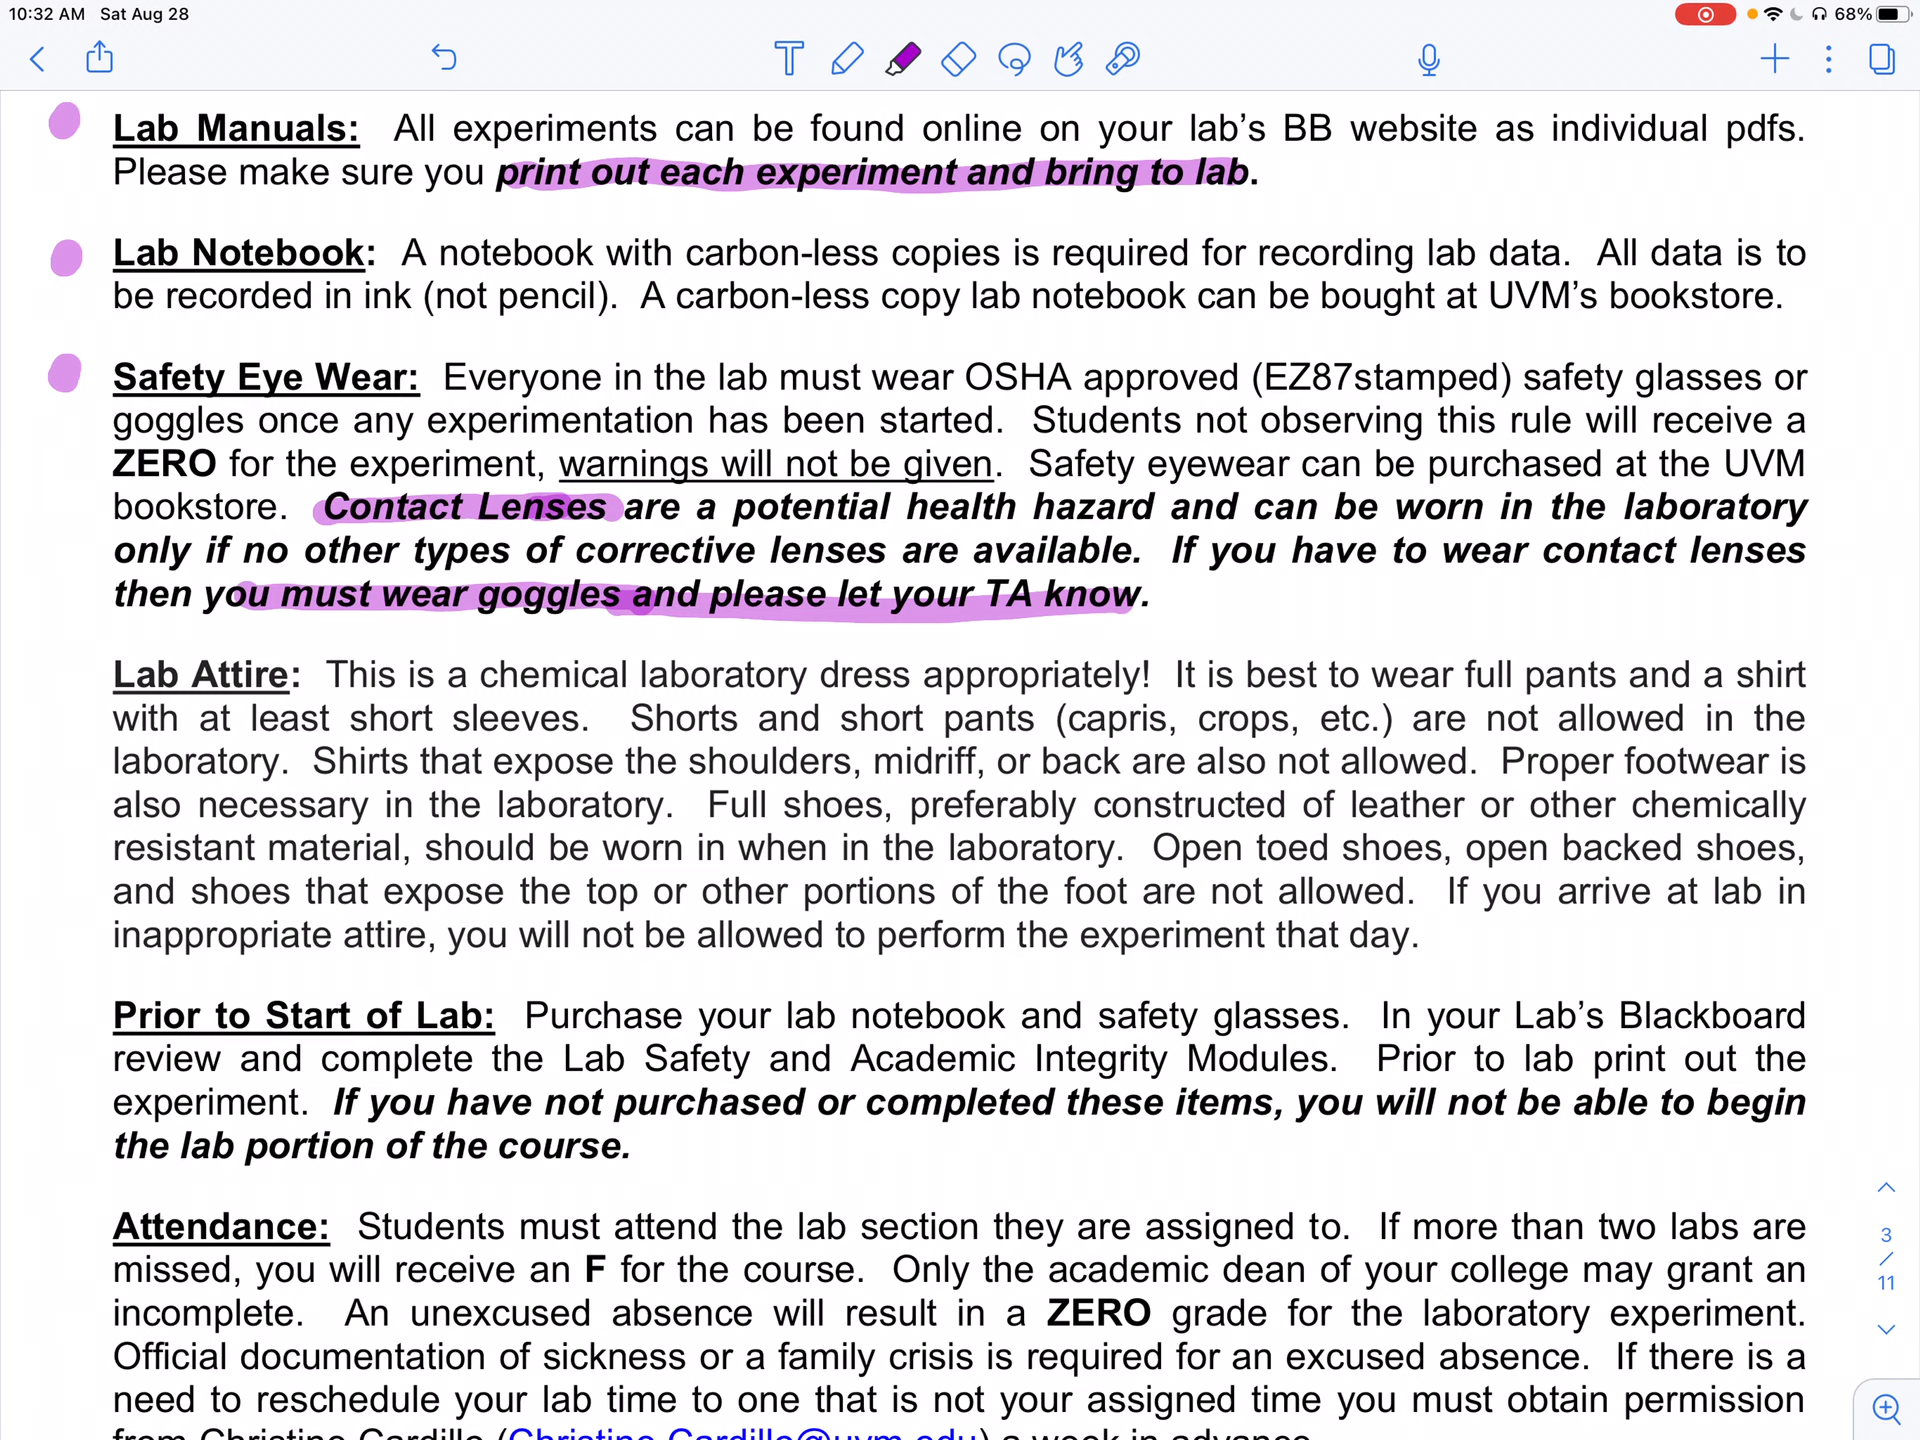 10:32 AM Sat Aug 28
68%
Lab Manuals: All experiments can be found online on your lab's BB website as individual pdfs.
Please make sure you print out each experiment and bring to lab.
Lab Notebook: A notebook with carbon-less copies is required for recording lab data. All data is to
be recorded in ink (not pencil). A carbon-less copy lab notebook can be bought at UVM's bookstore.
Safety Eye Wear: Everyone in the lab must wear OSHA approved (EZ87stamped) safety glasses or
goggles once any experimentation has been started. Students not observing this rule will receive a
ZERO for the experiment, warnings will not be given. Safety eyewear can be purchased at the UVM
bookstore. Contact Lenses are a potential health hazard and can be worn in the laboratory
only if no other types of corrective lenses are available. If you have to wear contact lenses
then you must wear goggles and please let your TA know.
Lab Attire: This is a chemical laboratory dress appropriately! It is best to wear full pants and a shirt
with at least short sleeves. Shorts and short pants (capris, crops, etc.) are not allowed in the
laboratory. Shirts that expose the shoulders, midriff, or back are also not allowed. Proper footwear is
also necessary in the laboratory. Full shoes, preferably constructed of leather or other chemically
resistant material, should be worn in when in the laboratory. Open toed shoes, open backed shoes,
and shoes that expose the top or other portions of the foot are not allowed. If you arrive at lab in
inappropriate attire, you will not be allowed to perform the experiment that day.
Prior to Start of Lab: Purchase your lab notebook and safety glasses. In your Lab's Blackboard
review and complete the Lab Safety and Academic Integrity Modules. Prior to lab print out the
experiment. If you have not purchased or completed these items, you will not be able to begin
the lab portion of the course.
Attendance: Students must attend the lab section they are assigned to. If more than two labs are
missed, you will receive an F for the course. Only the academic dean of your college may grant an
incomplete. An unexcused absence will result in a ZERO grade for the laboratory experiment.
Official documentation of sickness or a family crisis is required for an excused absence. If there is a
need to reschedule your lab time to one that is not your assigned time you must obtain permission
from Christine Cardillo (Christine.Cardillo@uvm.edu) a week in advance.
3
/
11